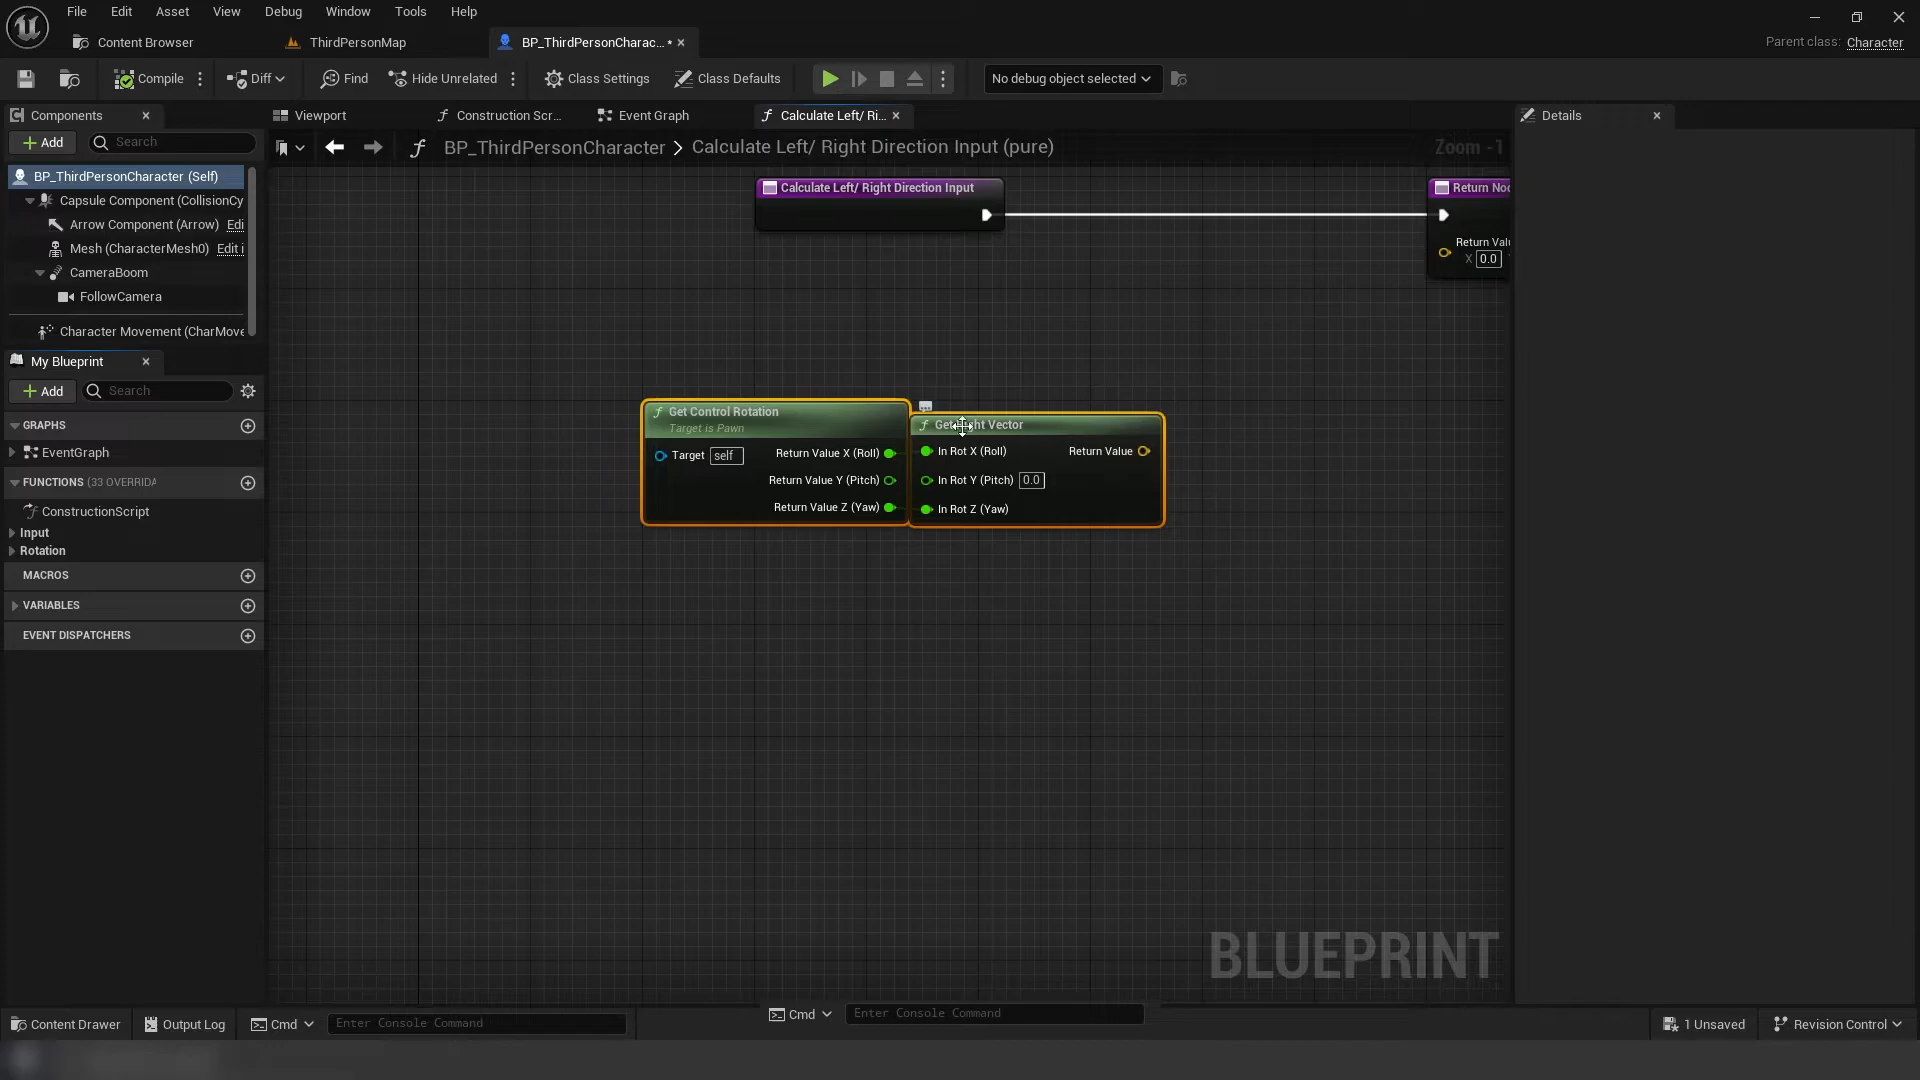 File Edit Asset View Debug Window Tools Help
Content Browser
ThirdPersonMap
BP_ThirdPersonCharac... *
Parent class: Character
Compile
Diff
Find
Hide Unrelated
Class Settings
Class Defaults
No debug object selected
Components
Viewport
Construction Scr...
Event Graph
Calculate Left/ Ri...
Details
Add
Search
BP_ThirdPersonCharacter > Calculate Left/ Right Direction Input (pure)
Zoom -1
BP_ThirdPersonCharacter (Self)
Capsule Component (CollisionCy
Arrow Component (Arrow) Edi
Mesh (CharacterMesh0) Edit i
CameraBoom
FollowCamera
Character Movement (CharMove
My Blueprint
Add
Search
GRAPHS
EventGraph
FUNCTIONS (33 OVERRIDA
ConstructionScript
Input
Rotation
MACROS
VARIABLES
EVENT DISPATCHERS
Calculate Left/ Right Direction Input
Return Noc
Return Valu
X 0.0
Get Control Rotation
Target is Pawn
Target self
Return Value X (Roll)
Return Value Y (Pitch)
Return Value Z (Yaw)
In Rot X (Roll)
Return Value
In Rot Y (Pitch) 0.0
In Rot Z (Yaw)
BLUEPRINT
Content Drawer
Output Log
Cmd
Enter Console Command
Cmd
Enter Console Command
1 Unsaved
Revision Control